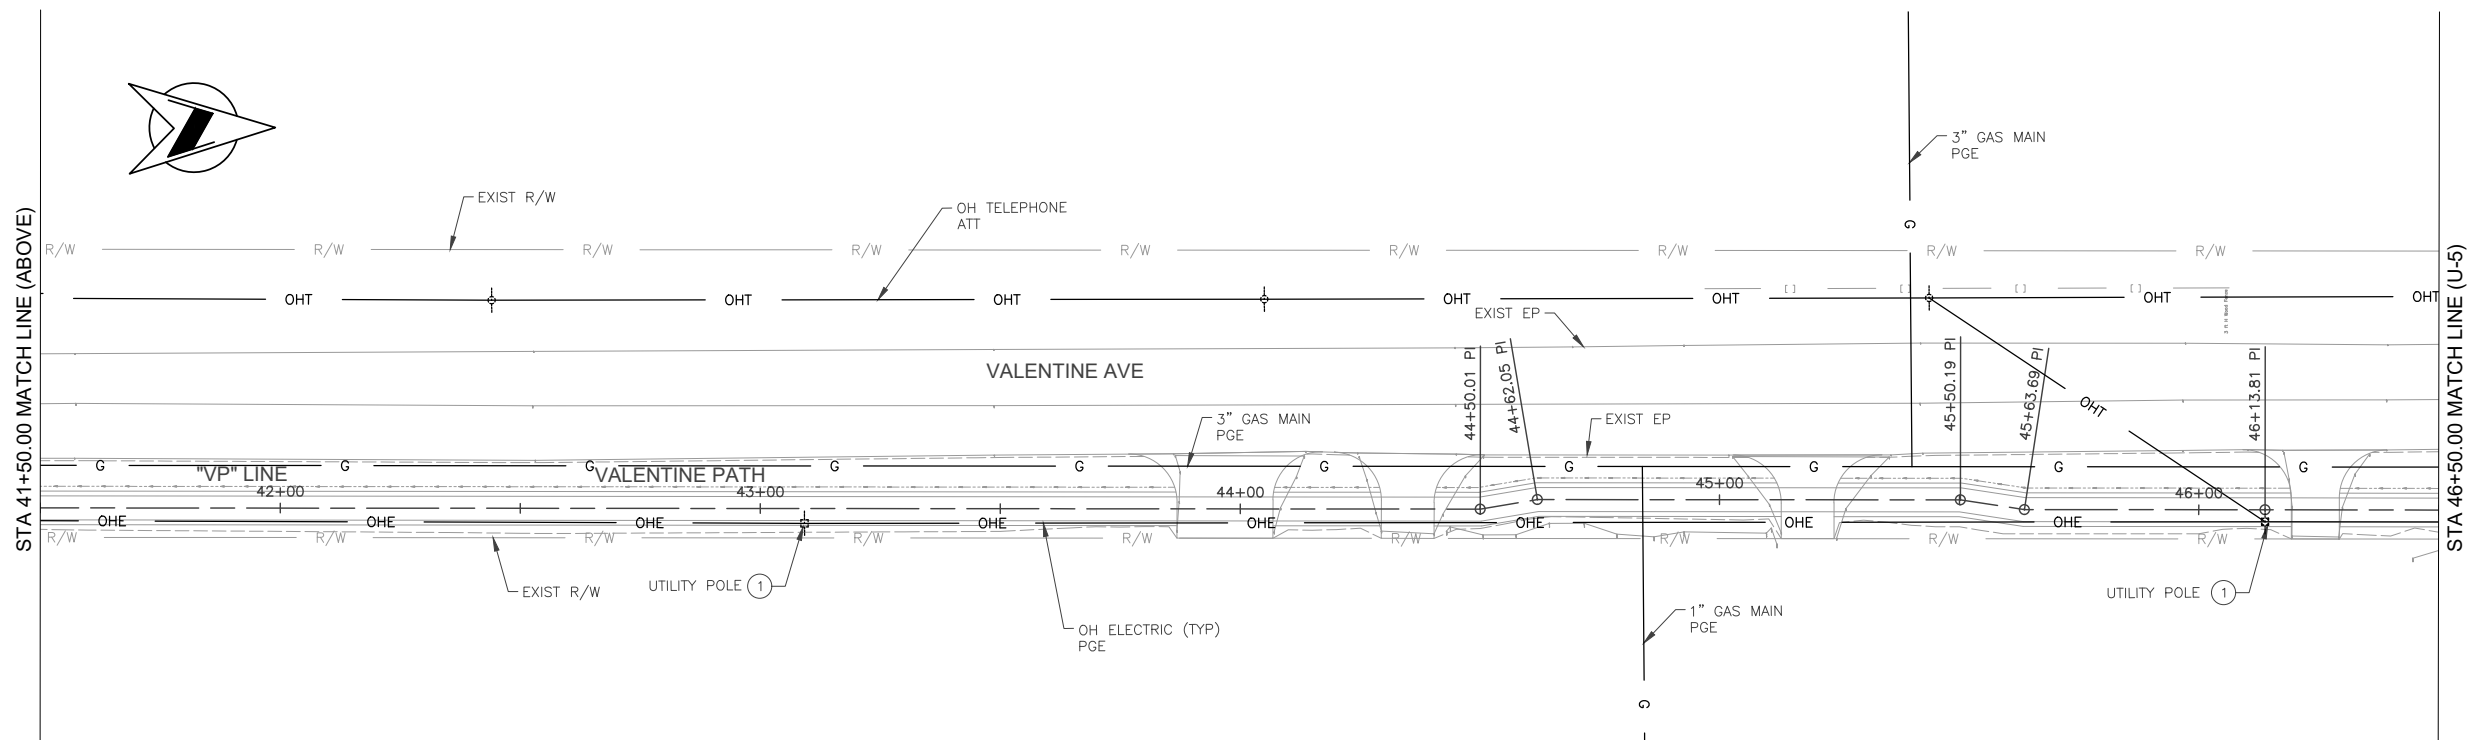 STA 41+50.00 MATCH LINE (ABOVE)
3" GAS MAIN
PGE
EXIST R/W
OH TELEPHONE
ATT
G
R/W R/W R/W R/W R/W R/W R/W R/W R/W
[ ] [ ] [ ] [ ]
OHT OHT OHT OHT OHT OHT OHT
EXIST EP
VALENTINE AVE
44+50.01 PI
44+62.05 PI
45+50.19 PI
45+63.69 PI
46+13.81 PI
OHT
3" GAS MAIN
PGE
EXIST EP
G G G G G G G G G G
"VP" LINE
VALENTINE PATH
42+00 43+00 44+00 45+00 46+00
OHE OHE OHE OHE OHE OHE OHE OHE
R/W R/W R/W R/W R/W R/W R/W R/W R/W
EXIST R/W
UTILITY POLE 1
UTILITY POLE 1
OH ELECTRIC (TYP)
PGE
1" GAS MAIN
PGE
G
STA 46+50.00 MATCH LINE (U-5)